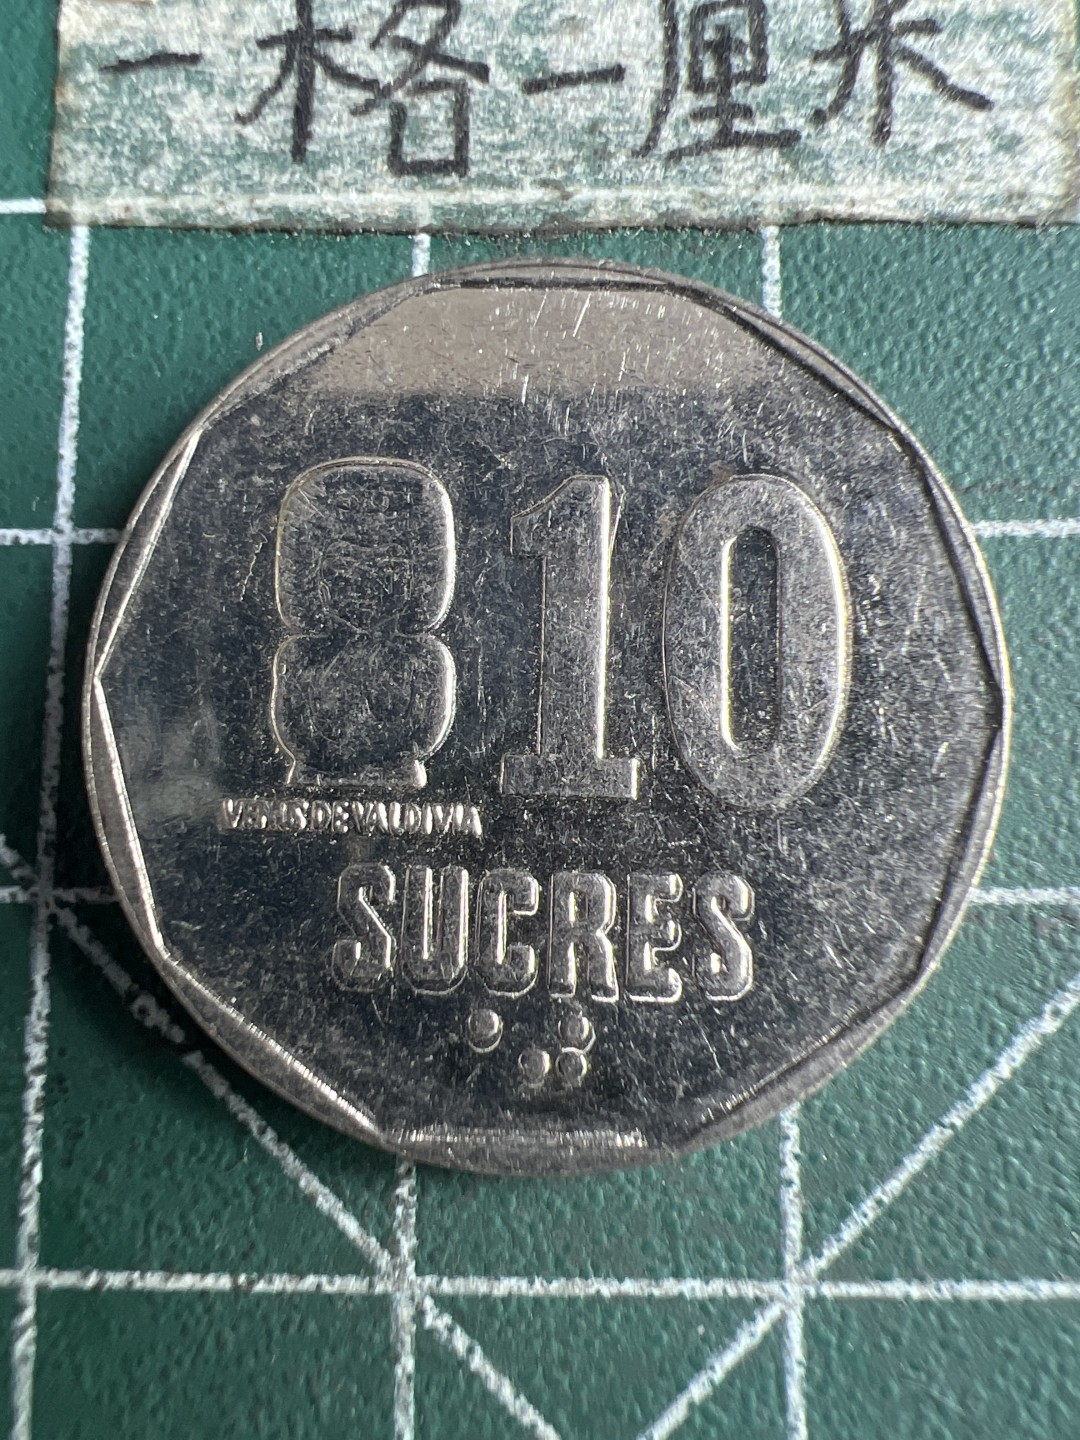 一格一厘米
10
VENUS DE VALDIVIA
SUCRES